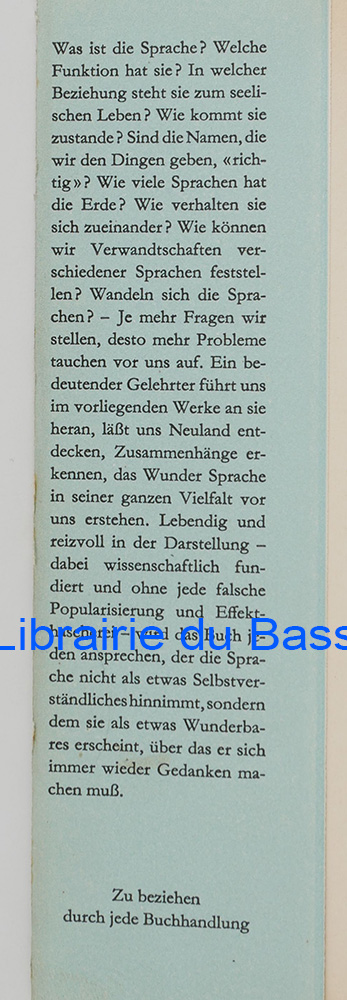 Was ist die Sprache? Welche
Funktion hat sie? In welcher
Beziehung steht sie zum seeli-
schen Leben? Wie kommt sie
zustande? Sind die Namen, die
wir den Dingen geben, «rich-
tig»? Wie viele Sprachen hat
die Erde? Wie verhalten sie
sich zueinander? Wie können
wir Verwandtschaften ver-
schiedener Sprachen feststel-
len? Wandeln sich die Spra-
chen? – Je mehr Fragen wir
stellen, desto mehr Probleme
tauchen vor uns auf. Ein be-
deutender Gelehrter führt uns
im vorliegenden Werke an sie
heran, läßt uns Neuland ent-
decken, Zusammenhänge er-
kennen, das Wunder Sprache
in seiner ganzen Vielfalt vor
uns erstehen. Lebendig und
reizvoll in der Darstellung –
dabei wissenschaftlich fun-
diert und ohne jede falsche
Popularisierung und Effekt-
hascherei – wird das Buch je-
Librairie du Bass
den ansprechen, der die Spra-
che nicht als etwas Selbstver-
ständliches hinnimmt, sondern
dem sie als etwas Wunderba-
res erscheint, über das er sich
immer wieder Gedanken ma-
chen muß.
Zu beziehen
durch jede Buchhandlung